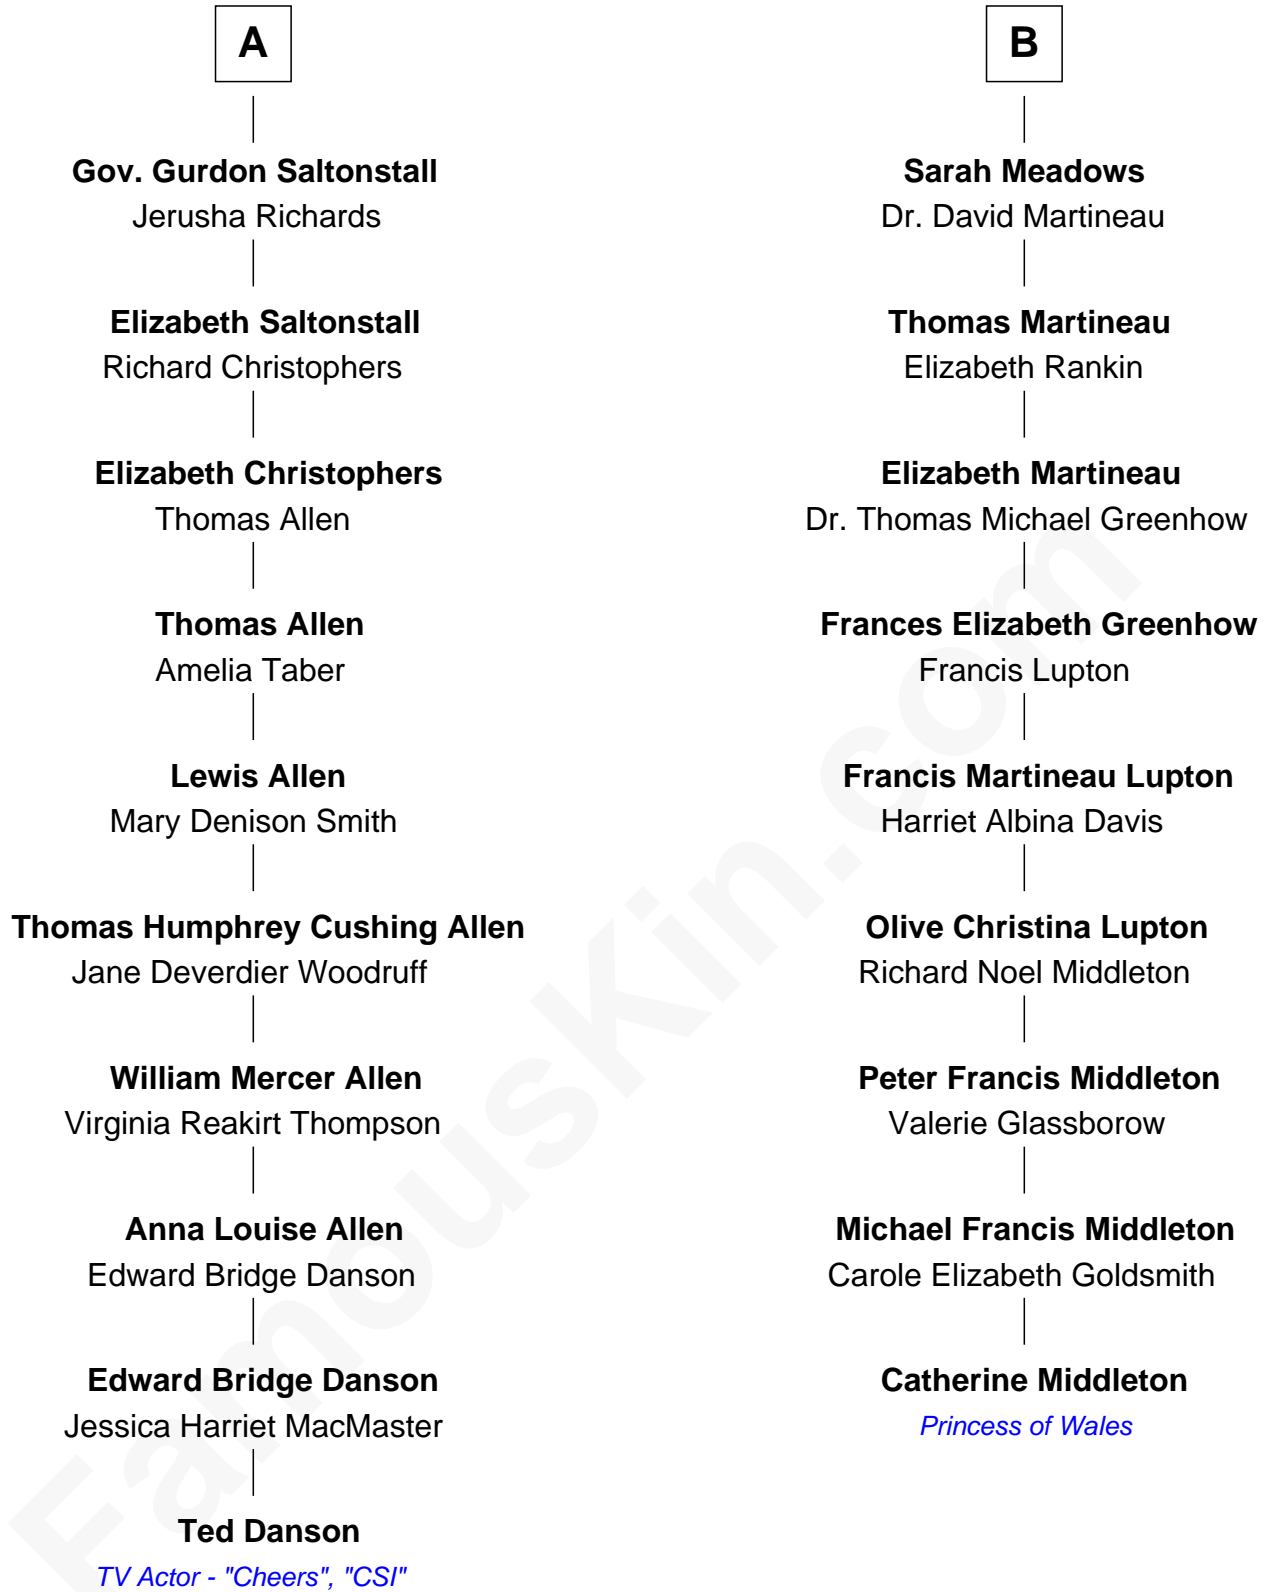 A
Gov. Gurdon Saltonstall
Jerusha Richards
Elizabeth Saltonstall
Richard Christophers
Elizabeth Christophers
Thomas Allen
Thomas Allen
Amelia Taber
Lewis Allen
Mary Denison Smith
Thomas Humphrey Cushing Allen
Jane Deverdier Woodruff
William Mercer Allen
Virginia Reakirt Thompson
Anna Louise Allen
Edward Bridge Danson
Edward Bridge Danson
Jessica Harriet MacMaster
Ted Danson
TV Actor - "Cheers", "CSI"
B
Sarah Meadows
Dr. David Martineau
Thomas Martineau
Elizabeth Rankin
Elizabeth Martineau
Dr. Thomas Michael Greenhow
Frances Elizabeth Greenhow
Francis Lupton
Francis Martineau Lupton
Harriet Albina Davis
Olive Christina Lupton
Richard Noel Middleton
Peter Francis Middleton
Valerie Glassborow
Michael Francis Middleton
Carole Elizabeth Goldsmith
Catherine Middleton
Princess of Wales
FamousKin.com